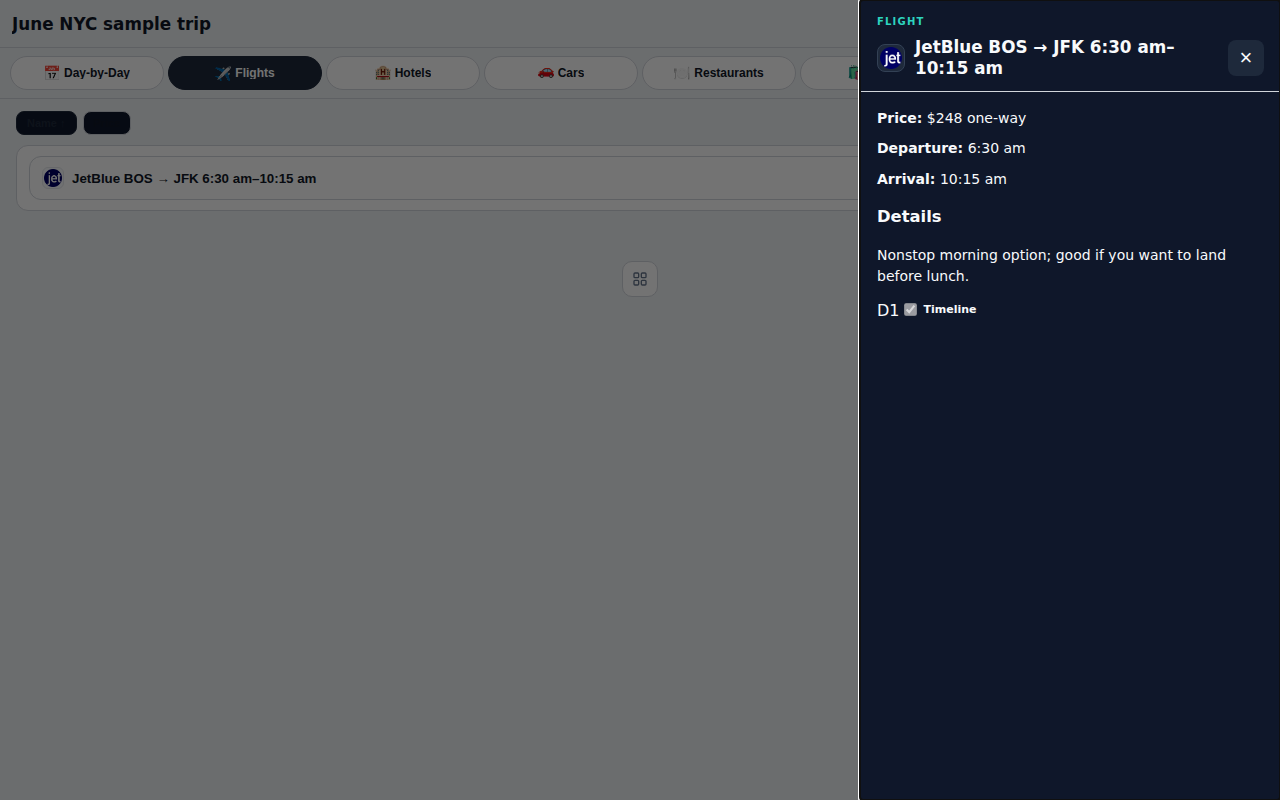 June NYC sample trip
📅 Day-by-Day
✈️ Flights
🏨 Hotels
🚗 Cars
🍽️ Restaurants
jet JetBlue BOS → JFK 6:30 am–10:15 am
FLIGHT
jet
JetBlue BOS → JFK 6:30 am–
10:15 am
✕
Price: $248 one-way
Departure: 6:30 am
Arrival: 10:15 am
Details
Nonstop morning option; good if you want to land
before lunch.
D1 Timeline